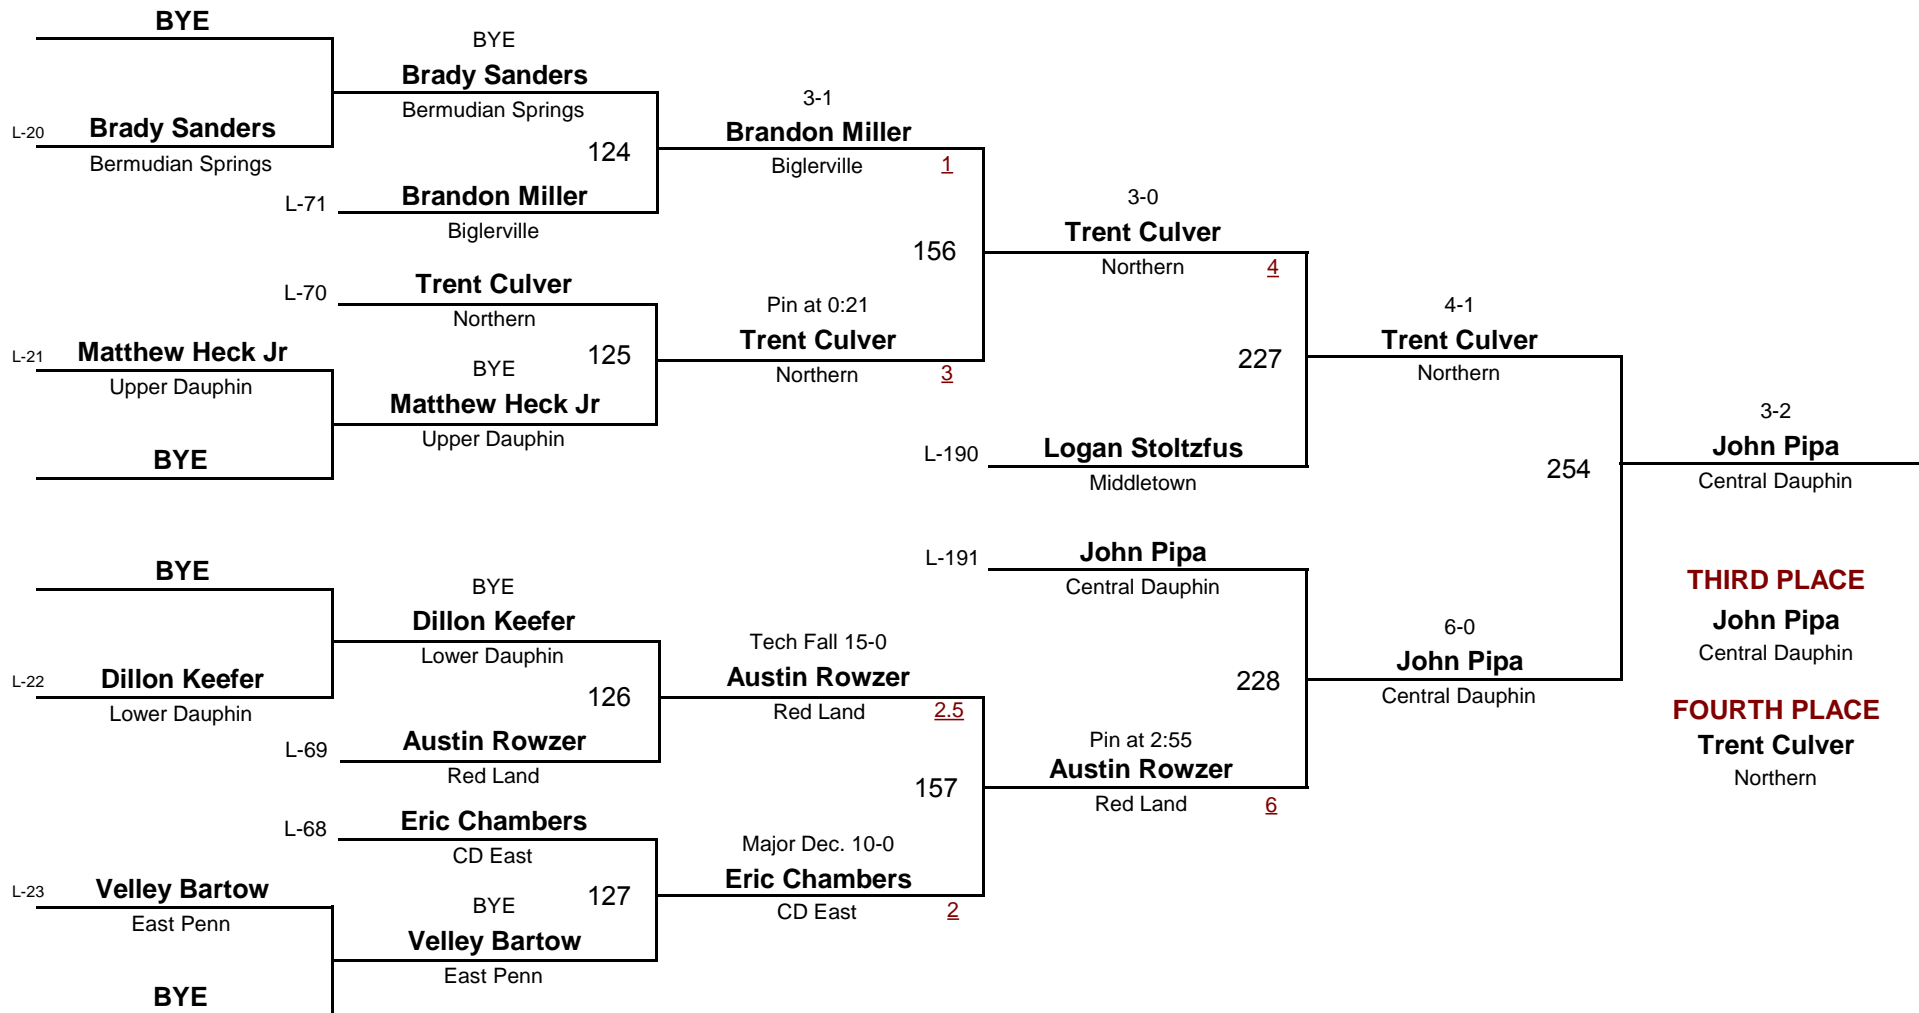 BYE
L-20 Brady Sanders
Bermudian Springs
L-21 Matthew Heck Jr
Upper Dauphin
BYE
BYE
L-22 Dillon Keefer
Lower Dauphin
L-23 Velley Bartow
East Penn
BYE
BYE
Brady Sanders
Bermudian Springs
124
L-71 Brandon Miller
Biglerville
L-70 Trent Culver
Northern
125
BYE
Matthew Heck Jr
Upper Dauphin
BYE
Dillon Keefer
Lower Dauphin
126
L-69 Austin Rowzer
Red Land
L-68 Eric Chambers
CD East
127
BYE
Velley Bartow
East Penn
3-1
Brandon Miller
Biglerville 1
156
Pin at 0:21
Trent Culver
Northern 3
Tech Fall 15-0
Austin Rowzer
Red Land 2.5
157
Major Dec. 10-0
Eric Chambers
CD East 2
3-0
Trent Culver
Northern 4
227
L-190 Logan Stoltzfus
Middletown
L-191 John Pipa
Central Dauphin
228
Pin at 2:55
Austin Rowzer
Red Land 6
4-1
Trent Culver
Northern
254
6-0
John Pipa
Central Dauphin
3-2
John Pipa
Central Dauphin
THIRD PLACE
John Pipa
Central Dauphin
FOURTH PLACE
Trent Culver
Northern